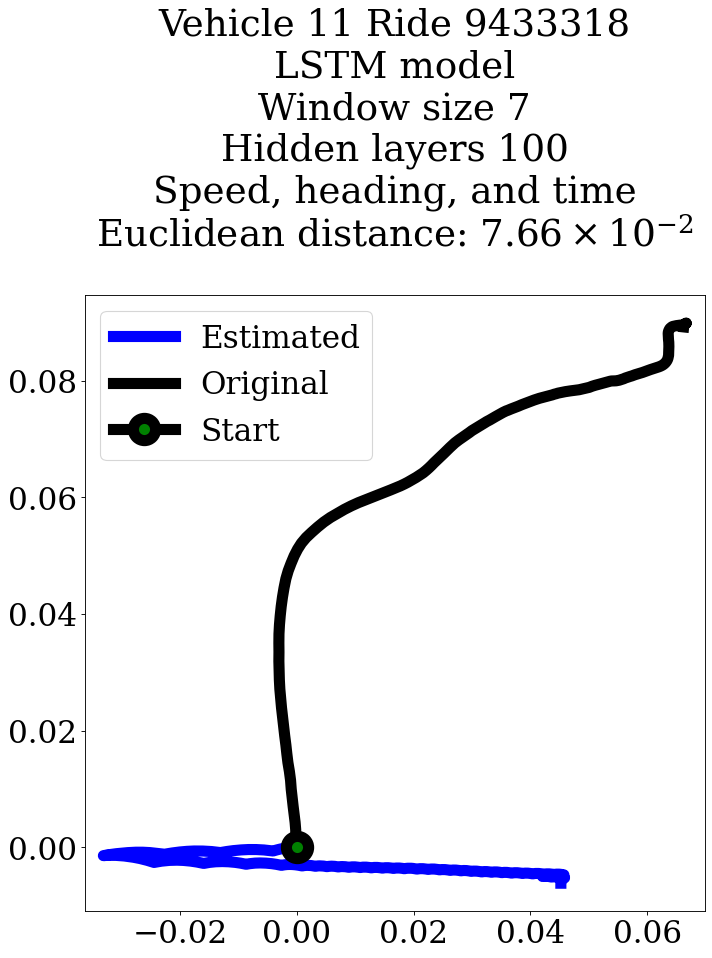 Vehicle 11 Ride 9433318
LSTM model
Window size 7
Hidden layers 100
Speed, heading, and time
Euclidean distance: 7.66 × 10⁻²
Estimated
Original
Start
0.08
0.06
0.04
0.02
0.00
−0.02 0.00 0.02 0.04 0.06